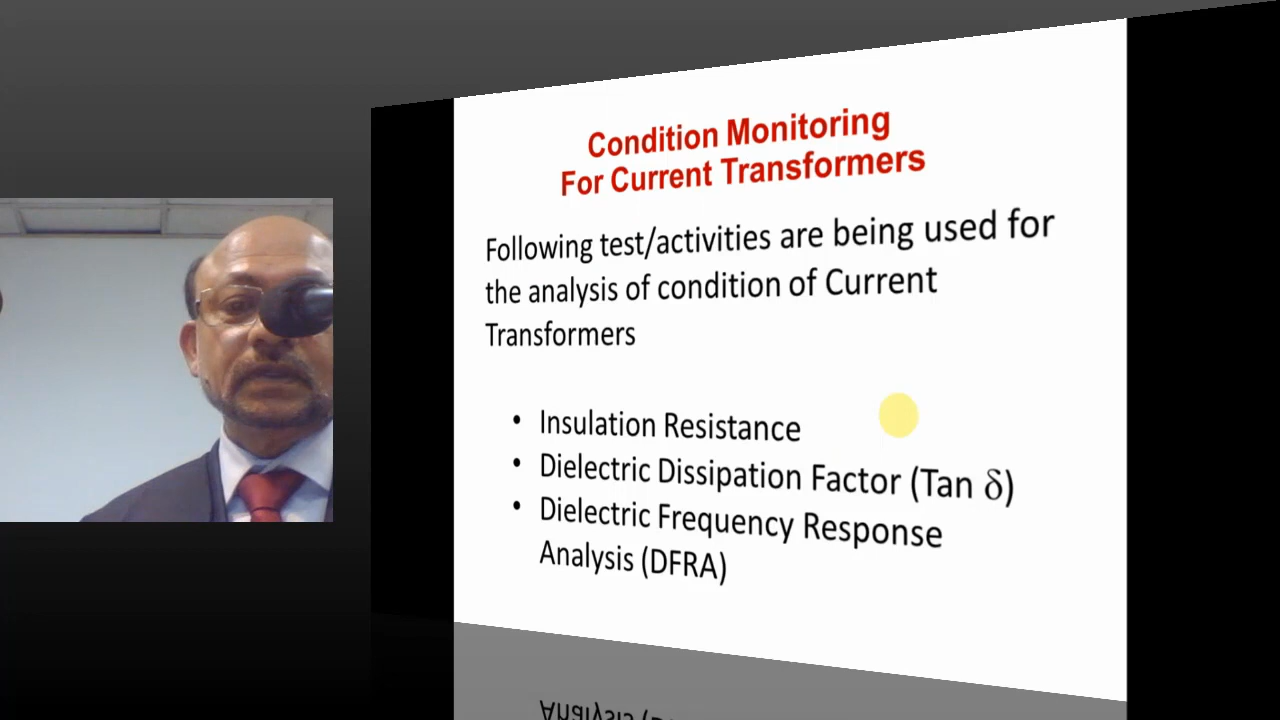 Condition Monitoring
For Current Transformers
Following test/activities are being used for
the analysis of condition of Current
Transformers
• Insulation Resistance
• Dielectric Dissipation Factor (Tan δ)
• Dielectric Frequency Response
Analysis (DFRA)